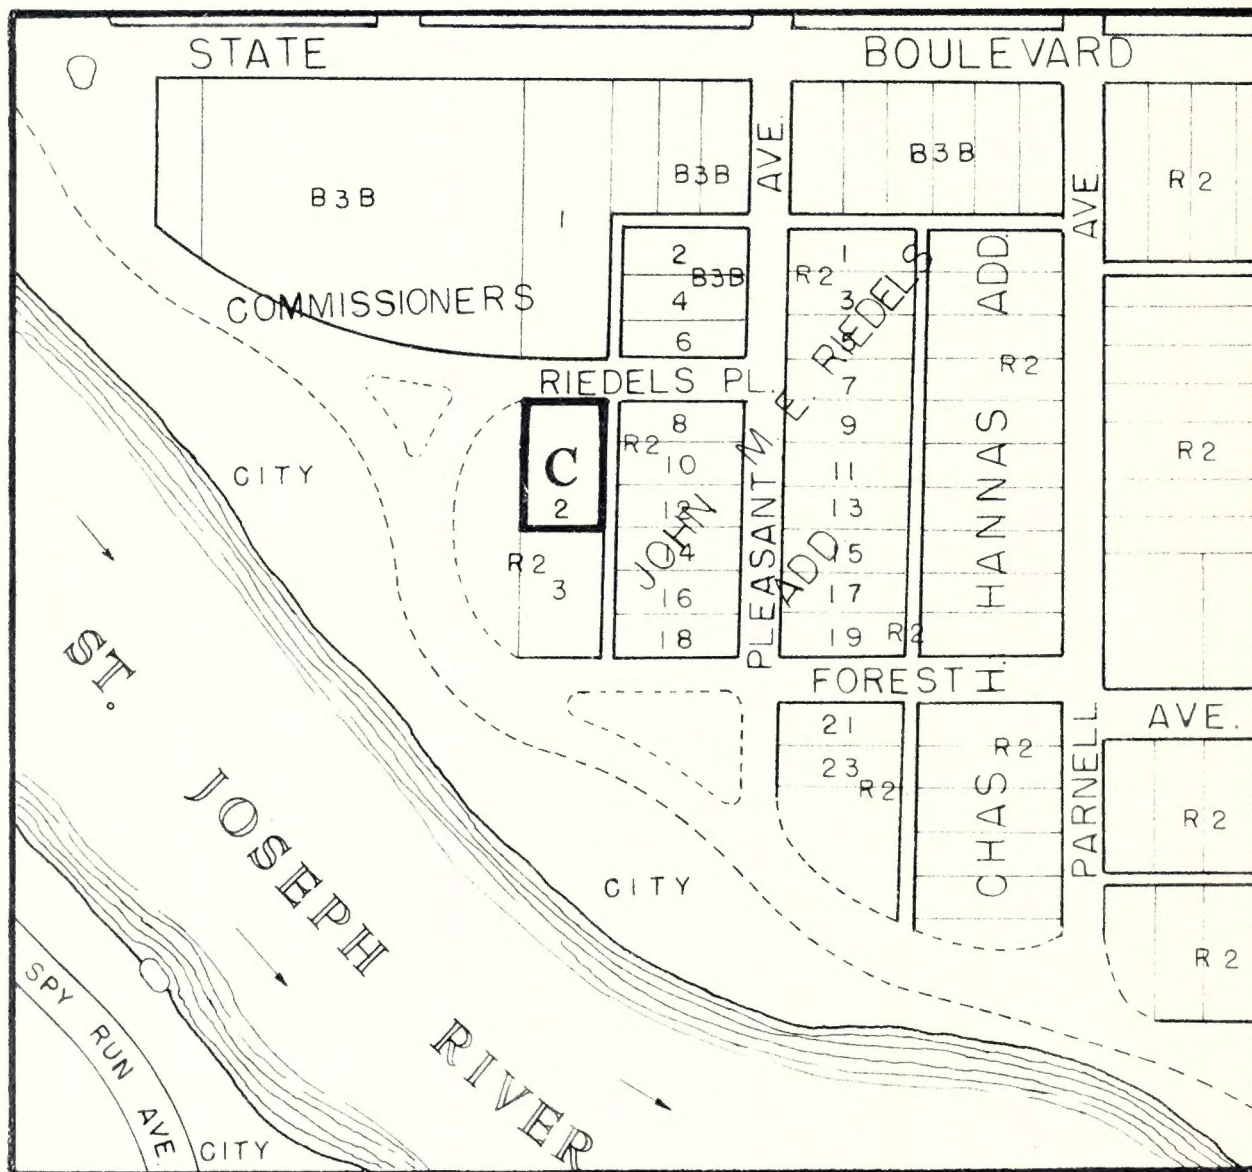 STATE BOULEVARD
B3B
1
B3B
AVE.
B3B
AVE
R2
2
B3B
4
6
1
R2
3
5
7
9
11
13
15
17
19
R2
COMMISSIONERS
RIEDELS PL.
C
2
R2
3
8
R2
10
12
14
16
18
JOHN M. E. RIEDELS
ADD
PLEASANT
CHAS H. HANNAS ADD.
R2
R2
CITY
FOREST AVE.
21
23
R2
R2
PARNELL
R2
R2
CITY
ST. JOSEPH RIVER
SPY RUN AVE
CITY